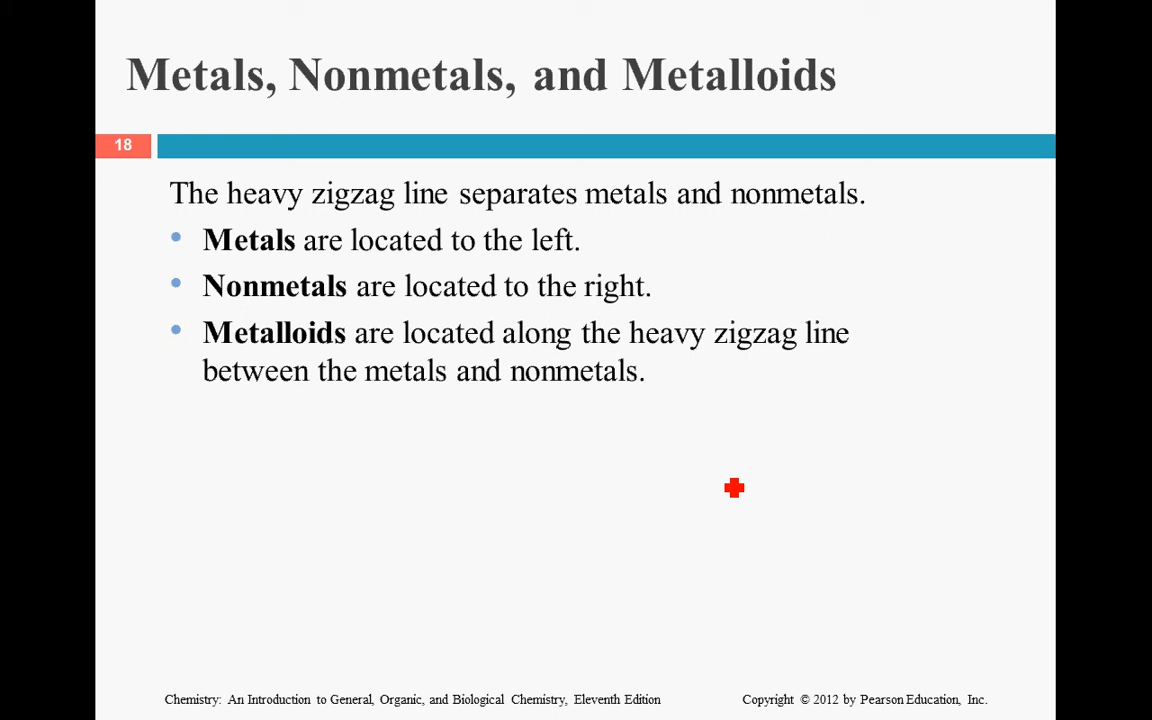 Metals, Nonmetals, and Metalloids
18
The heavy zigzag line separates metals and nonmetals.
• Metals are located to the left.
• Nonmetals are located to the right.
• Metalloids are located along the heavy zigzag line
between the metals and nonmetals.
Chemistry: An Introduction to General, Organic, and Biological Chemistry, Eleventh Edition
Copyright © 2012 by Pearson Education, Inc.